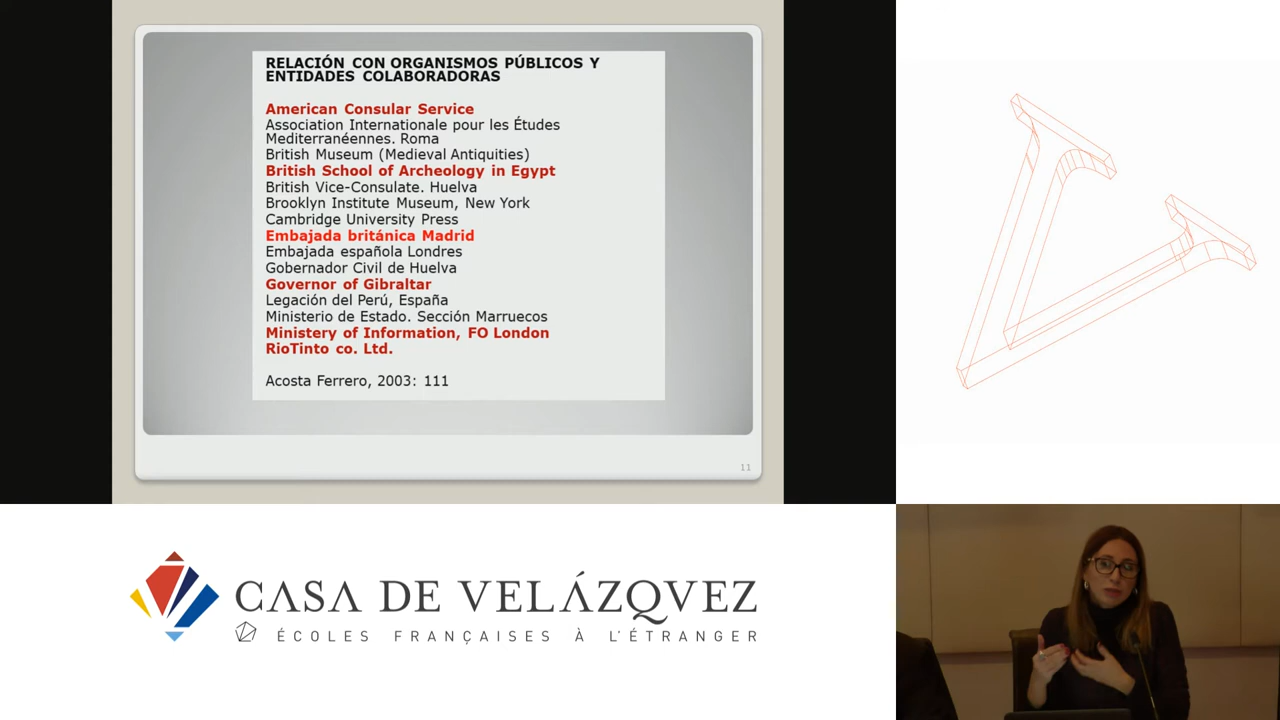 RELACIÓN CON ORGANISMOS PÚBLICOS Y
ENTIDADES COLABORADORAS
American Consular Service
Association Internationale pour les Études
Mediterranéennes. Roma
British Museum (Medieval Antiquities)
British School of Archeology in Egypt
British Vice-Consulate. Huelva
Brooklyn Institute Museum, New York
Cambridge University Press
Embajada británica Madrid
Embajada española Londres
Gobernador Civil de Huelva
Governor of Gibraltar
Legación del Perú, España
Ministerio de Estado. Sección Marruecos
Ministery of Information, FO London
RioTinto co. Ltd.
Acosta Ferrero, 2003: 111
11
CASA DE VELÁZQVEZ
ÉCOLES FRANÇAISES À L'ÉTRANGER